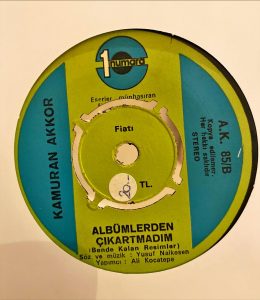 1 numara
Eserler münhasıran
KAMURAN AKKOR
Fiatı
TL.
A.K. 85/B
Kopya edilemez.
Her hakkı saklıdır
STEREO
ALBÜMLERDEN
ÇIKARTMADIM
(Bende Kalan Resimler)
Söz ve müzik : Yusuf Nalkesen
Yapımcı : Ali Kocatepe